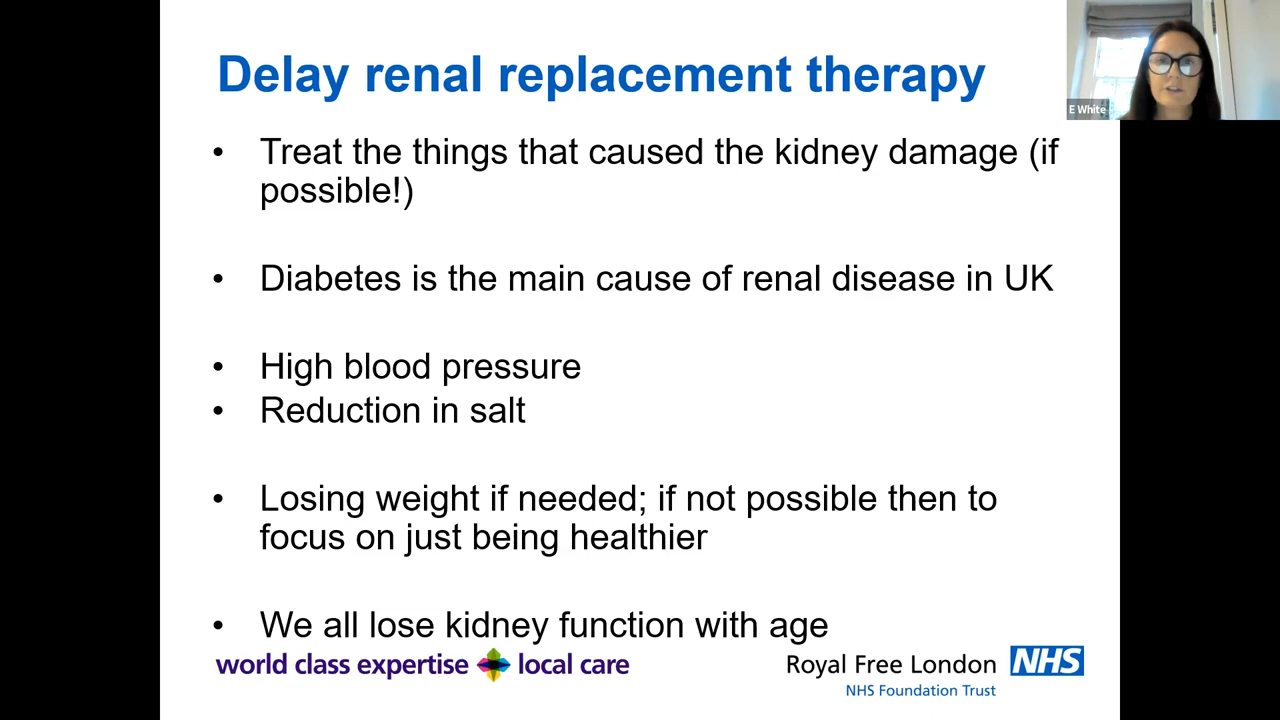 Delay renal replacement therapy
• Treat the things that caused the kidney damage (if
possible!)
• Diabetes is the main cause of renal disease in UK
• High blood pressure
• Reduction in salt
• Losing weight if needed; if not possible then to
focus on just being healthier
• We all lose kidney function with age
world class expertise local care
Royal Free London NHS
NHS Foundation Trust
E White